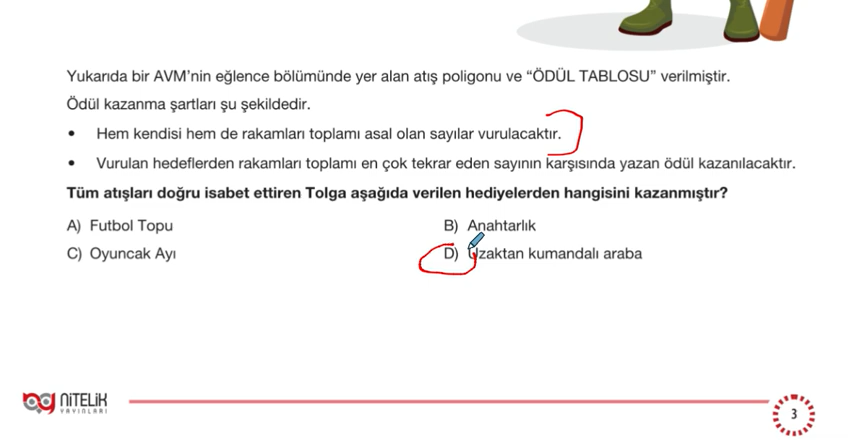 Yukarıda bir AVM'nin eğlence bölümünde yer alan atış poligonu ve "ÖDÜL TABLOSU" verilmiştir.
Ödül kazanma şartları şu şekildedir.
• Hem kendisi hem de rakamları toplamı asal olan sayılar vurulacaktır.
• Vurulan hedeflerden rakamları toplamı en çok tekrar eden sayının karşısında yazan ödül kazanılacaktır.
Tüm atışları doğru isabet ettiren Tolga aşağıda verilen hediyelerden hangisini kazanmıştır?
A) Futbol Topu
B) Anahtarlık
C) Oyuncak Ayı
D) Uzaktan kumandalı araba
NiTELiK
YAYINLARI
3